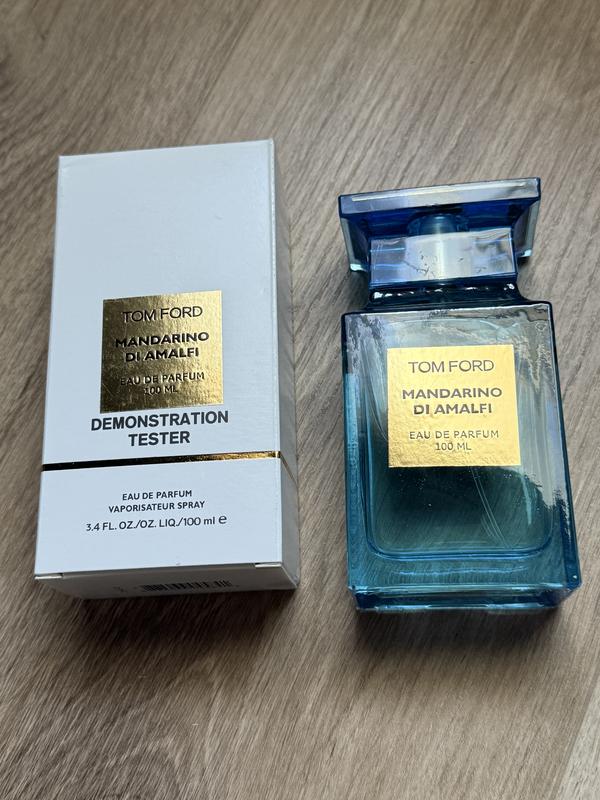 TOM FORD
MANDARINO
DI AMALFI
EAU DE PARFUM
100 ML
DEMONSTRATION
TESTER
EAU DE PARFUM
VAPORISATEUR SPRAY
3.4 FL. OZ./OZ. LIQ./100 ml ℮
TOM FORD
MANDARINO
DI AMALFI
EAU DE PARFUM
100 ML